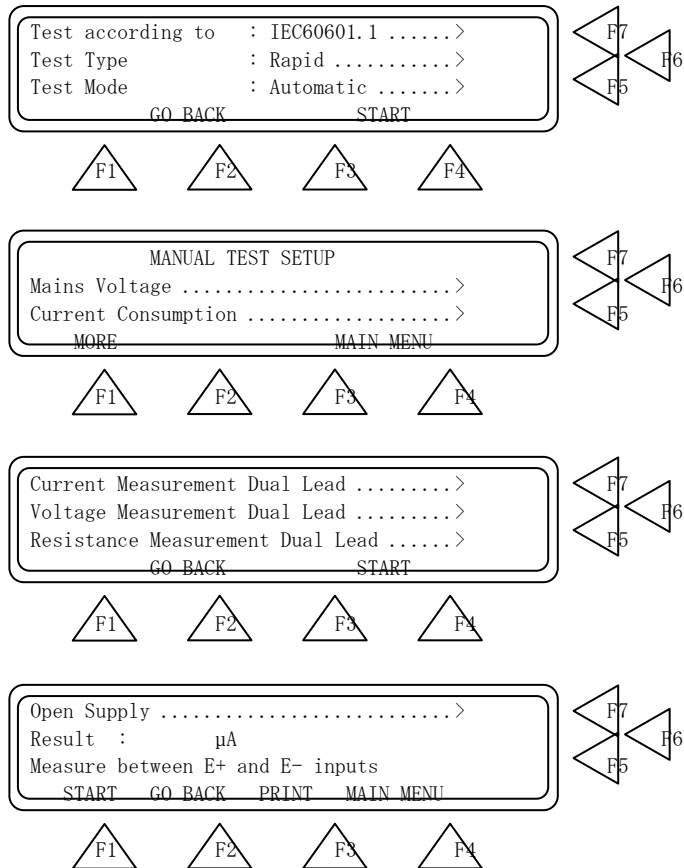 Test according to : IEC60601.1 ......>
Test Type : Rapid ...........>
Test Mode : Automatic .......>
GO BACK START
F7
F6
F5
F1 F2 F3 F4
MANUAL TEST SETUP
Mains Voltage .........................>
Current Consumption ...................>
MORE MAIN MENU
F7
F6
F5
F1 F2 F3 F4
Current Measurement Dual Lead .........>
Voltage Measurement Dual Lead .........>
Resistance Measurement Dual Lead ......>
GO BACK START
F7
F6
F5
F1 F2 F3 F4
Open Supply ...........................>
Result : µA
Measure between E+ and E- inputs
START GO BACK PRINT MAIN MENU
F7
F6
F5
F1 F2 F3 F4